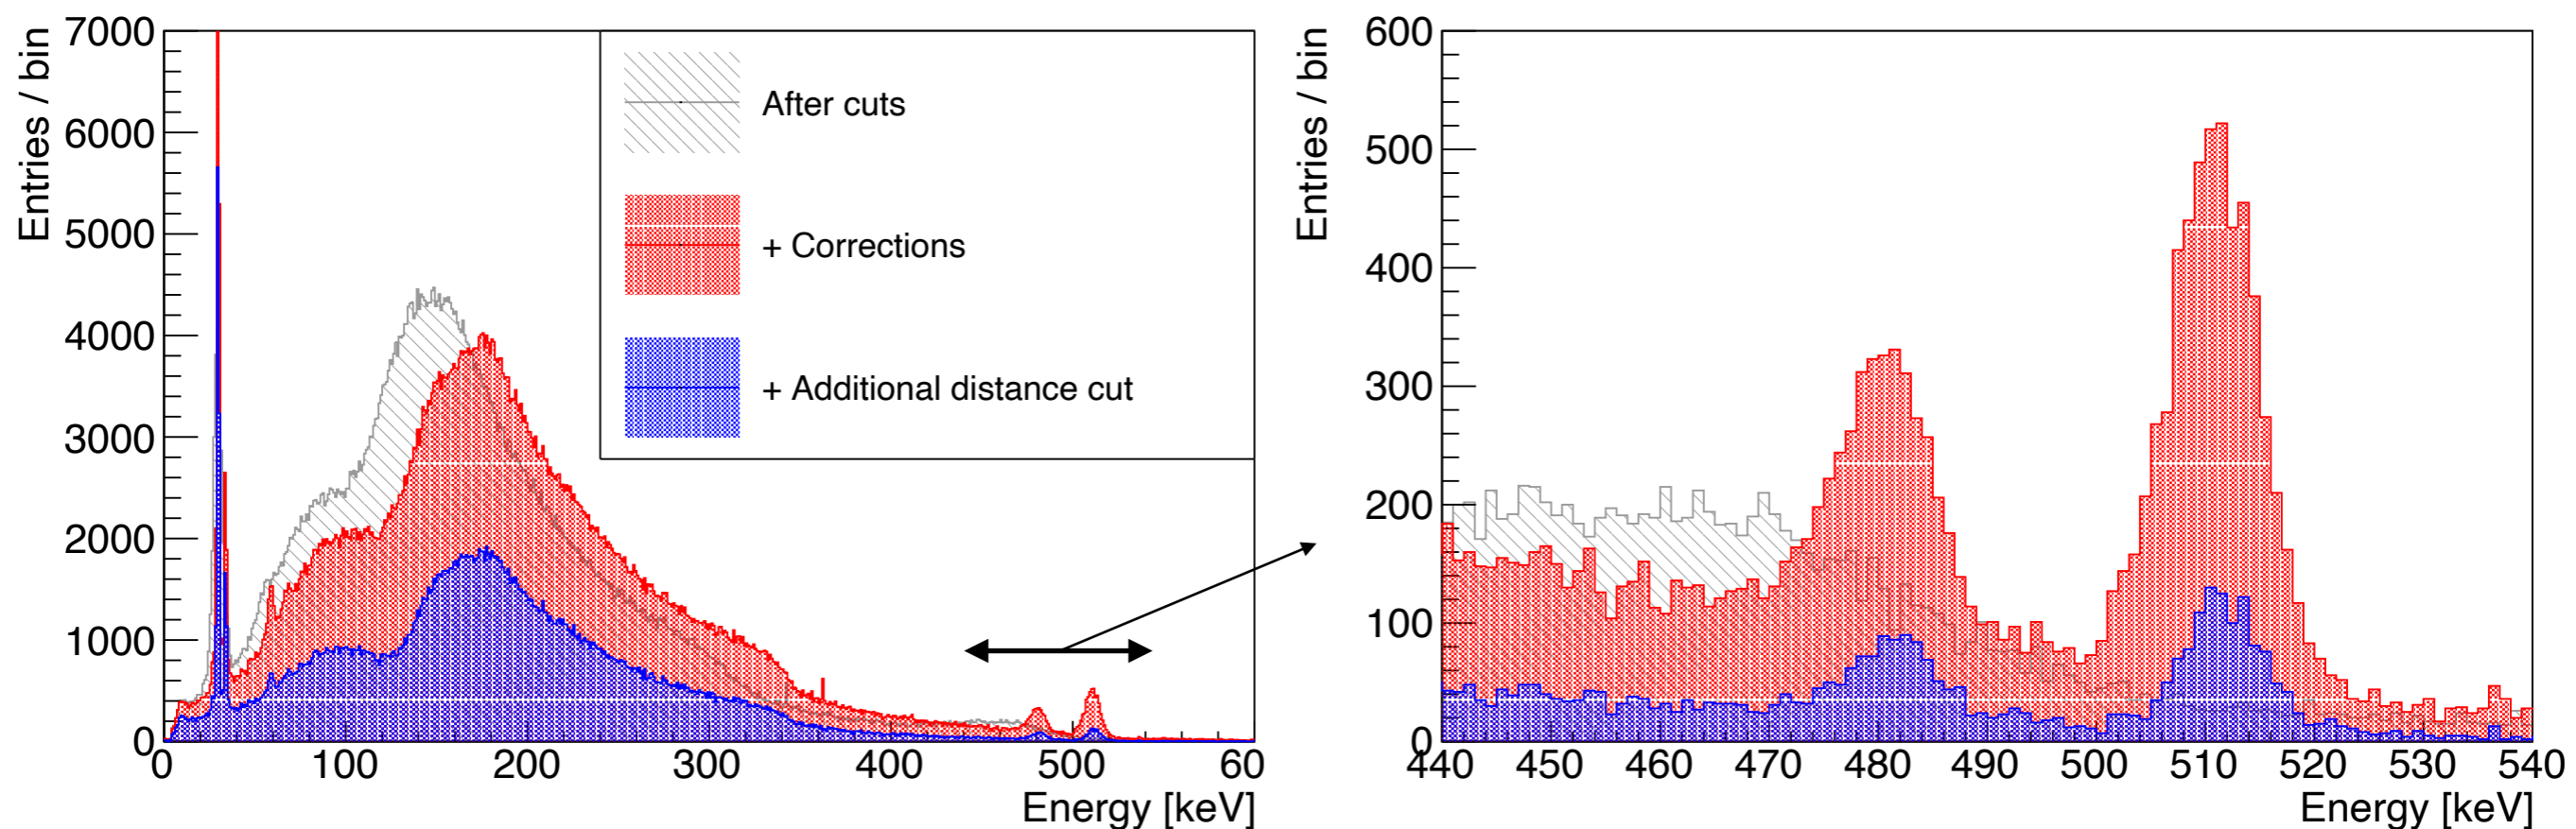 Entries / bin
7000
6000
5000
4000
3000
2000
1000
0
After cuts
+ Corrections
+ Additional distance cut
0 100 200 300 400 500 60
Energy [keV]
Entries / bin
600
500
400
300
200
100
0
440 450 460 470 480 490 500 510 520 530 540
Energy [keV]